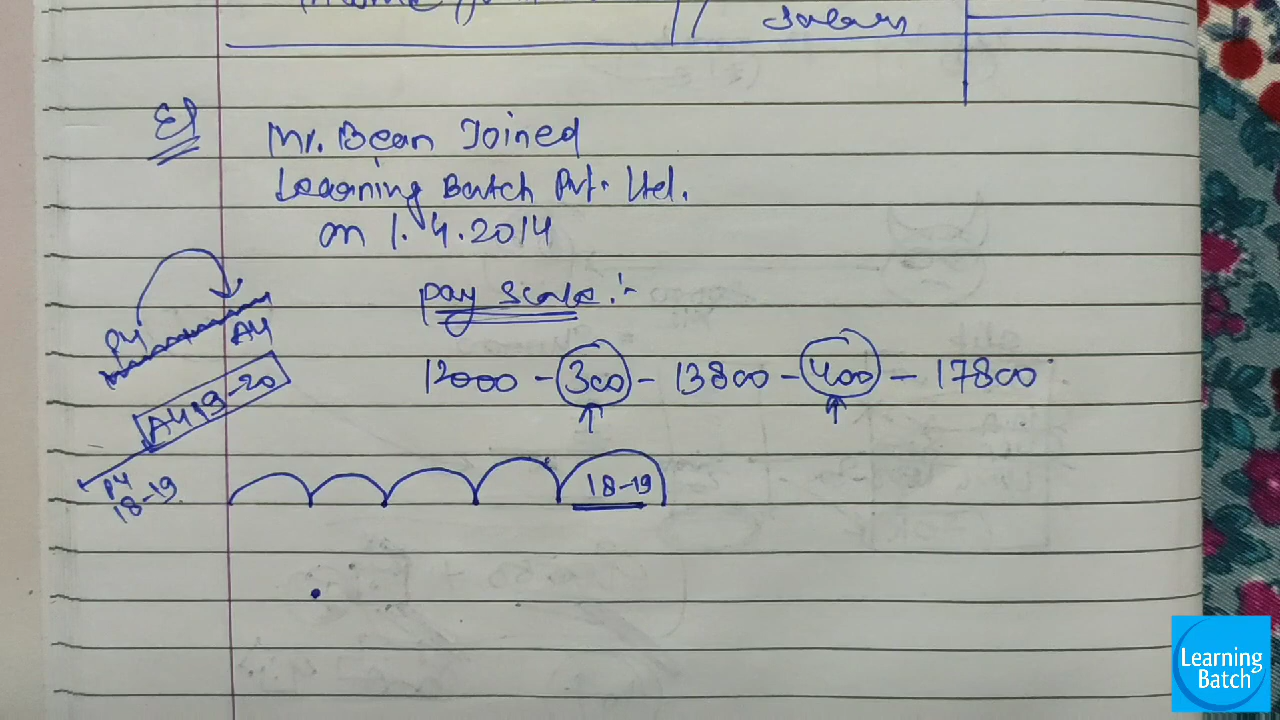 Salary
Eg
Mr. Bean Joined
Learning Batch Pvt. Ltd.
on 1.4.2014
pay scale :-
PY
AY
12000 - 300 - 13800 - 400 - 17800
AY 19-20
PY
18-19
18-19
Learning
Batch